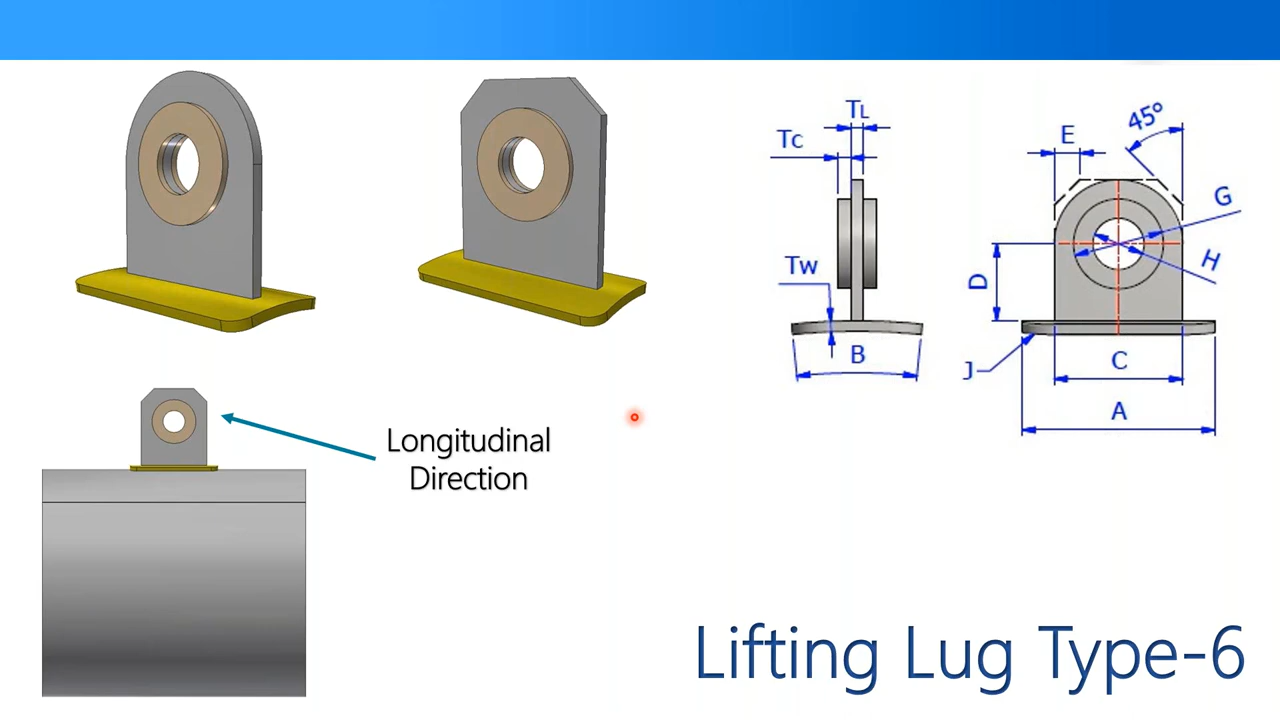 TL
Tc
E
45°
G
H
D
Tw
B
J
C
A
Longitudinal
Direction
Lifting Lug Type-6